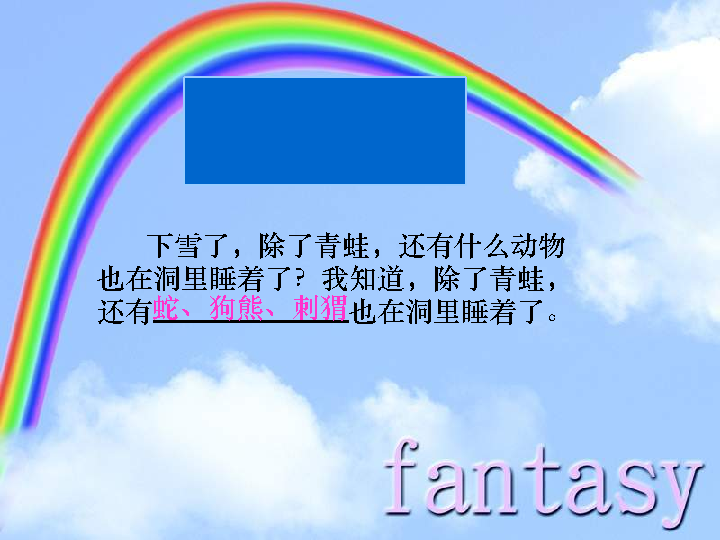 下雪了，除了青蛙，还有什么动物
也在洞里睡着了？我知道，除了青蛙，
还有蛇、狗熊、刺猬也在洞里睡着了。
fantasy